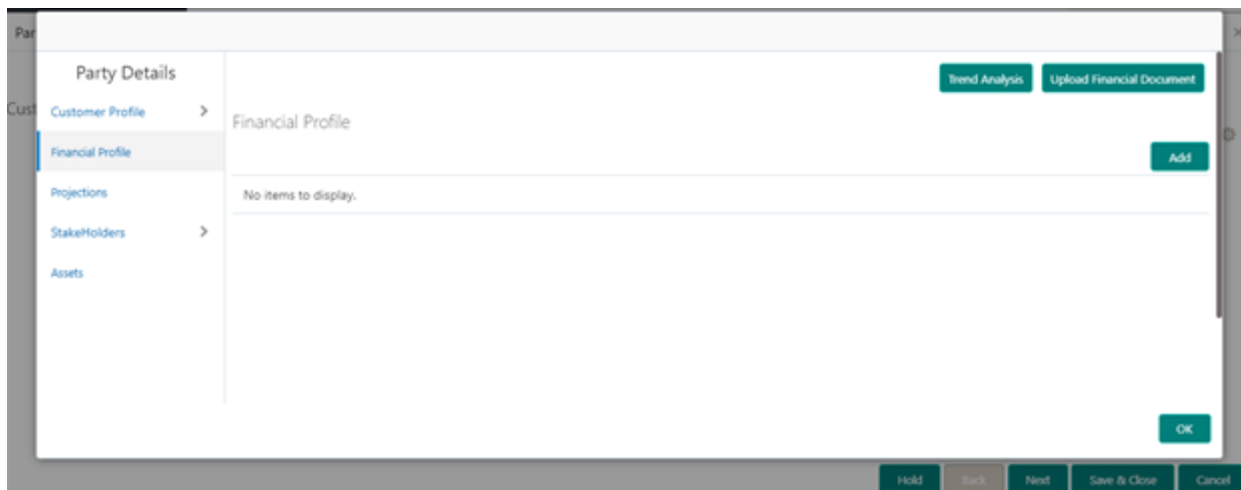 Par
Party Details
Trend Analysis Upload Financial Document
Cust
Customer Profile
Financial Profile
Financial Profile
Add
Projections
No items to display.
StakeHolders
Assets
OK
Hold Back Next Save & Close Cancel